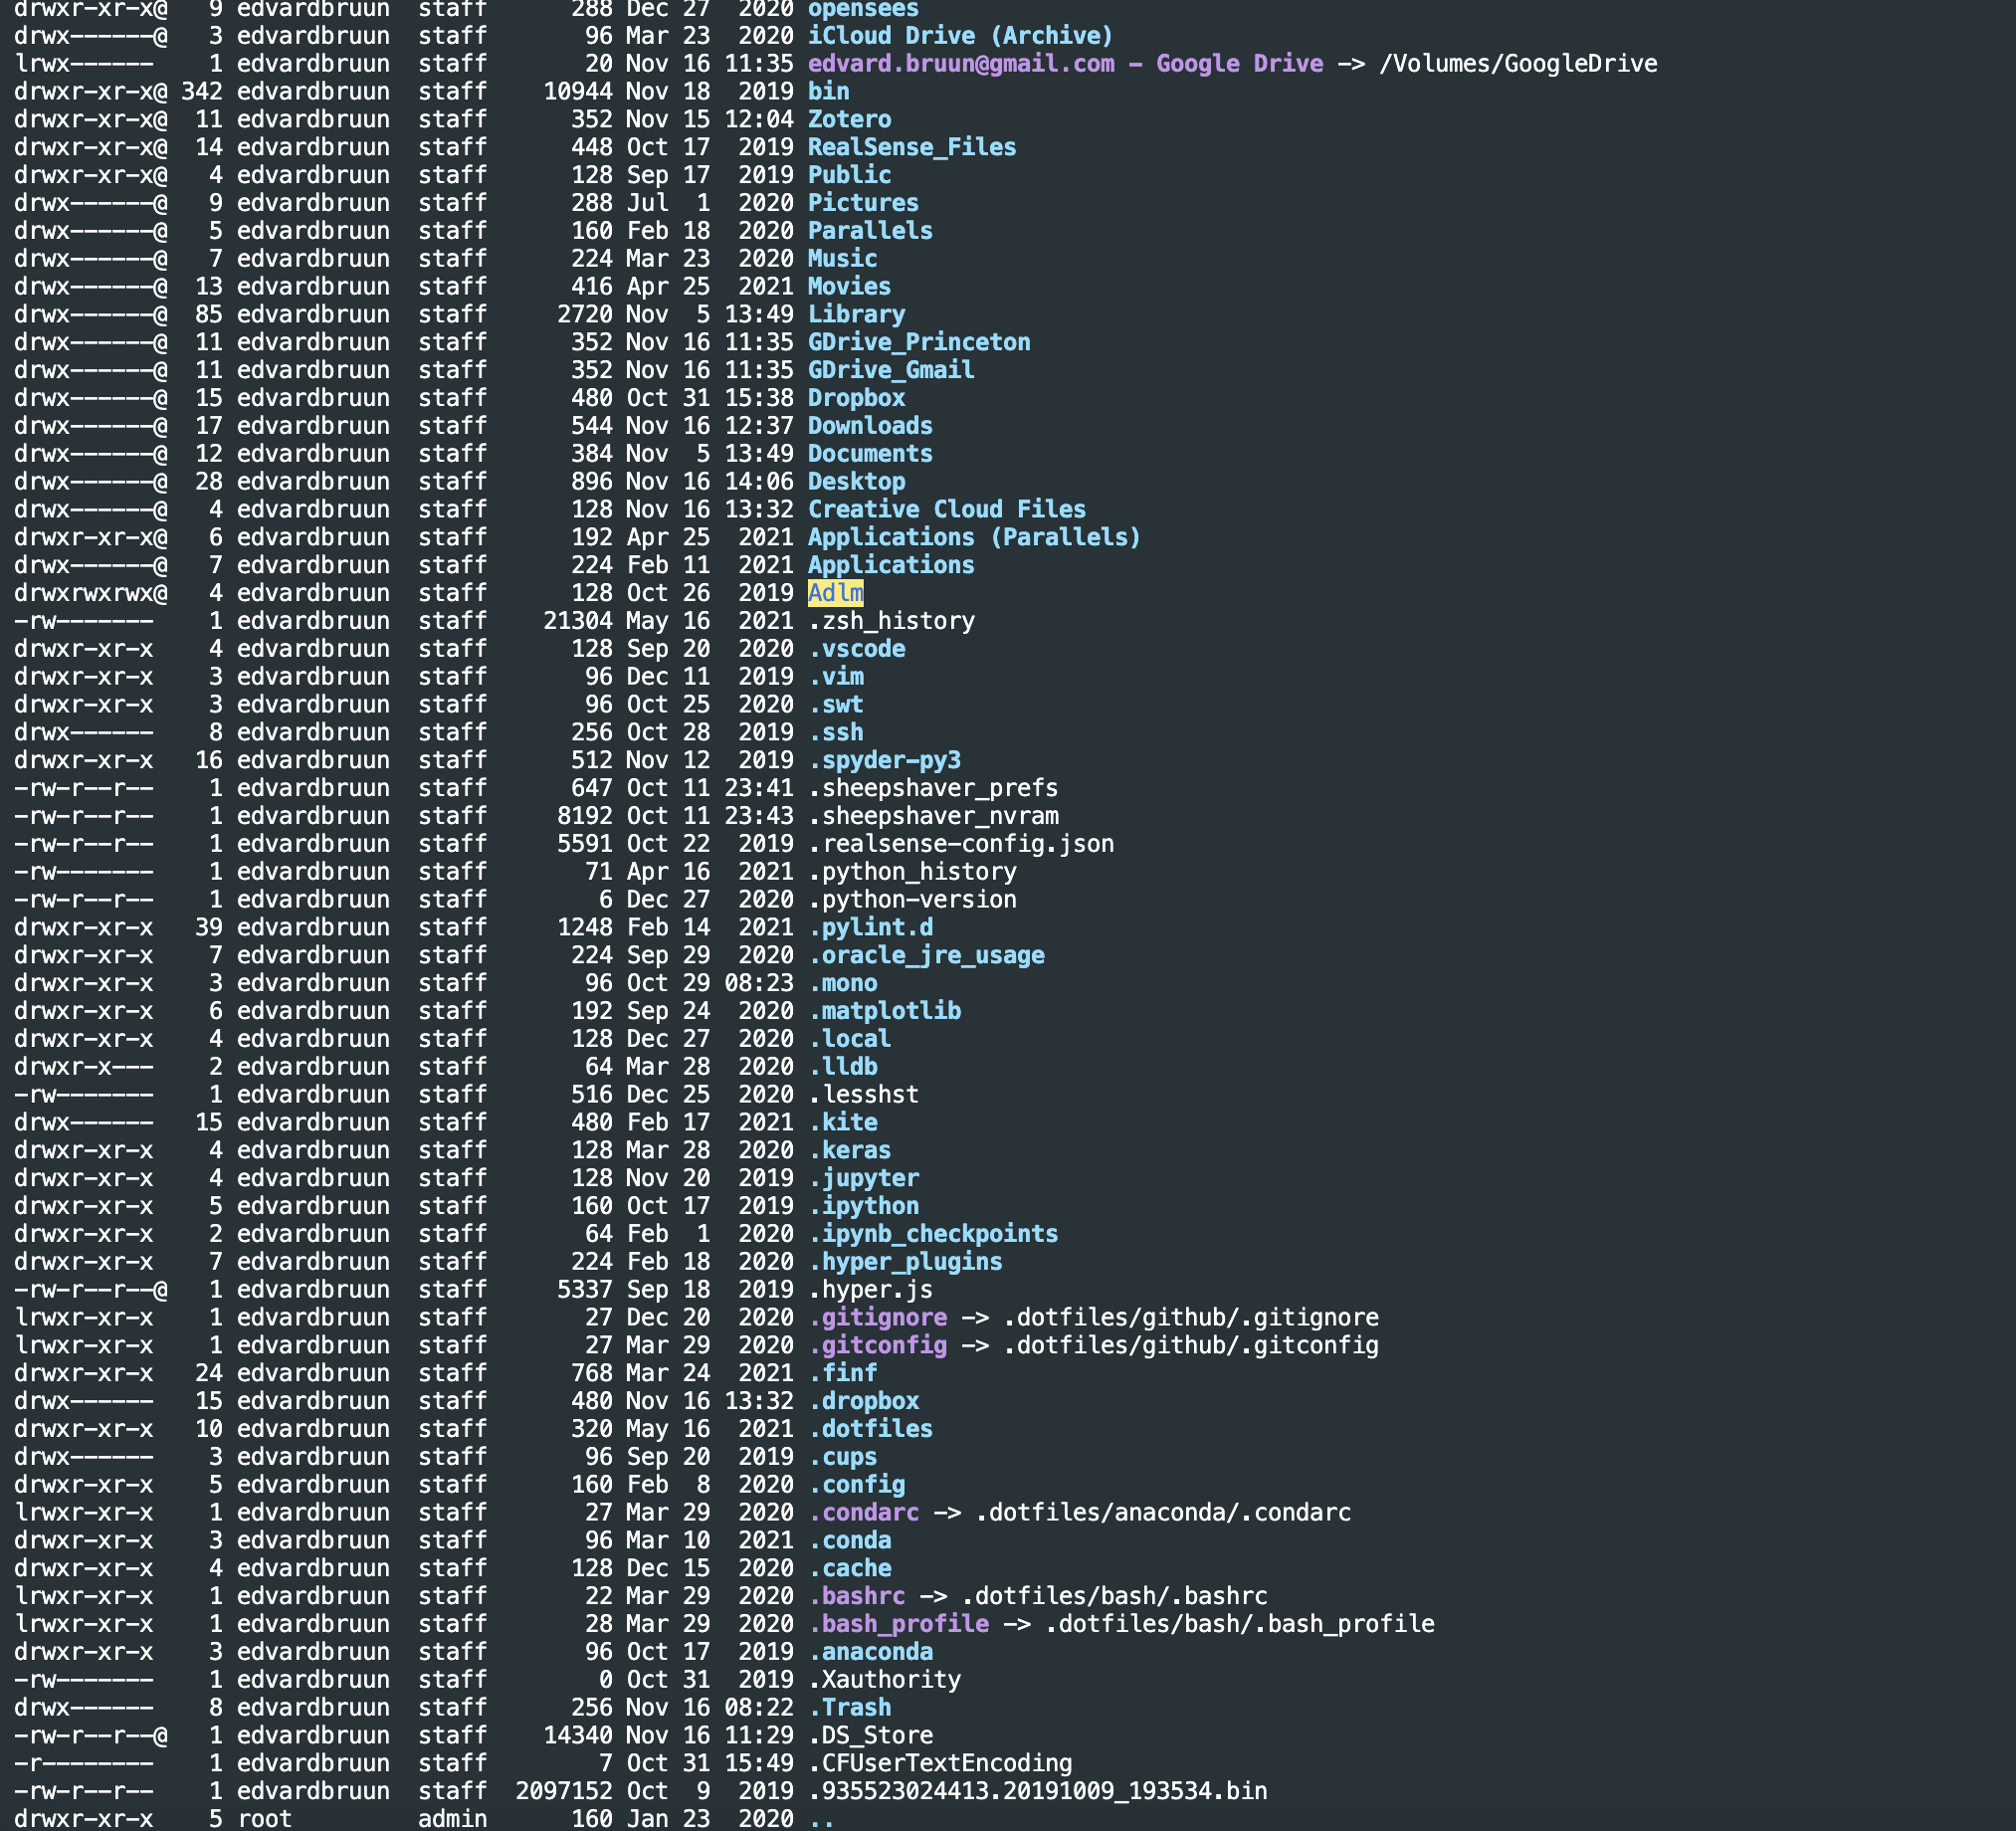 drwxr-xr-x@   9 edvardbruun  staff      288 Dec 27  2020 opensees
drwx------@   3 edvardbruun  staff       96 Mar 23  2020 iCloud Drive (Archive)
lrwx------    1 edvardbruun  staff       20 Nov 16 11:35 edvard.bruun@gmail.com - Google Drive -> /Volumes/GoogleDrive
drwxr-xr-x@ 342 edvardbruun  staff    10944 Nov 18  2019 bin
drwxr-xr-x@  11 edvardbruun  staff      352 Nov 15 12:04 Zotero
drwxr-xr-x@  14 edvardbruun  staff      448 Oct 17  2019 RealSense_Files
drwxr-xr-x@   4 edvardbruun  staff      128 Sep 17  2019 Public
drwx------@   9 edvardbruun  staff      288 Jul  1  2020 Pictures
drwx------@   5 edvardbruun  staff      160 Feb 18  2020 Parallels
drwx------@   7 edvardbruun  staff      224 Mar 23  2020 Music
drwx------@  13 edvardbruun  staff      416 Apr 25  2021 Movies
drwx------@  85 edvardbruun  staff     2720 Nov  5 13:49 Library
drwx------@  11 edvardbruun  staff      352 Nov 16 11:35 GDrive_Princeton
drwx------@  11 edvardbruun  staff      352 Nov 16 11:35 GDrive_Gmail
drwx------@  15 edvardbruun  staff      480 Oct 31 15:38 Dropbox
drwx------@  17 edvardbruun  staff      544 Nov 16 12:37 Downloads
drwx------@  12 edvardbruun  staff      384 Nov  5 13:49 Documents
drwx------@  28 edvardbruun  staff      896 Nov 16 14:06 Desktop
drwx------@   4 edvardbruun  staff      128 Nov 16 13:32 Creative Cloud Files
drwxr-xr-x@   6 edvardbruun  staff      192 Apr 25  2021 Applications (Parallels)
drwx------@   7 edvardbruun  staff      224 Feb 11  2021 Applications
drwxrwxrwx@   4 edvardbruun  staff      128 Oct 26  2019 Adlm
-rw-------    1 edvardbruun  staff    21304 May 16  2021 .zsh_history
drwxr-xr-x    4 edvardbruun  staff      128 Sep 20  2020 .vscode
drwxr-xr-x    3 edvardbruun  staff       96 Dec 11  2019 .vim
drwxr-xr-x    3 edvardbruun  staff       96 Oct 25  2020 .swt
drwx------    8 edvardbruun  staff      256 Oct 28  2019 .ssh
drwxr-xr-x   16 edvardbruun  staff      512 Nov 12  2019 .spyder-py3
-rw-r--r--    1 edvardbruun  staff      647 Oct 11 23:41 .sheepshaver_prefs
-rw-r--r--    1 edvardbruun  staff     8192 Oct 11 23:43 .sheepshaver_nvram
-rw-r--r--    1 edvardbruun  staff     5591 Oct 22  2019 .realsense-config.json
-rw-------    1 edvardbruun  staff       71 Apr 16  2021 .python_history
-rw-r--r--    1 edvardbruun  staff        6 Dec 27  2020 .python-version
drwxr-xr-x   39 edvardbruun  staff     1248 Feb 14  2021 .pylint.d
drwxr-xr-x    7 edvardbruun  staff      224 Sep 29  2020 .oracle_jre_usage
drwxr-xr-x    3 edvardbruun  staff       96 Oct 29 08:23 .mono
drwxr-xr-x    6 edvardbruun  staff      192 Sep 24  2020 .matplotlib
drwxr-xr-x    4 edvardbruun  staff      128 Dec 27  2020 .local
drwxr-x---    2 edvardbruun  staff       64 Mar 28  2020 .lldb
-rw-------    1 edvardbruun  staff      516 Dec 25  2020 .lesshst
drwx------   15 edvardbruun  staff      480 Feb 17  2021 .kite
drwxr-xr-x    4 edvardbruun  staff      128 Mar 28  2020 .keras
drwxr-xr-x    4 edvardbruun  staff      128 Nov 20  2019 .jupyter
drwxr-xr-x    5 edvardbruun  staff      160 Oct 17  2019 .ipython
drwxr-xr-x    2 edvardbruun  staff       64 Feb  1  2020 .ipynb_checkpoints
drwxr-xr-x    7 edvardbruun  staff      224 Feb 18  2020 .hyper_plugins
-rw-r--r--@   1 edvardbruun  staff     5337 Sep 18  2019 .hyper.js
lrwxr-xr-x    1 edvardbruun  staff       27 Dec 20  2020 .gitignore -> .dotfiles/github/.gitignore
lrwxr-xr-x    1 edvardbruun  staff       27 Mar 29  2020 .gitconfig -> .dotfiles/github/.gitconfig
drwxr-xr-x   24 edvardbruun  staff      768 Mar 24  2021 .finf
drwx------   15 edvardbruun  staff      480 Nov 16 13:32 .dropbox
drwxr-xr-x   10 edvardbruun  staff      320 May 16  2021 .dotfiles
drwx------    3 edvardbruun  staff       96 Sep 20  2019 .cups
drwxr-xr-x    5 edvardbruun  staff      160 Feb  8  2020 .config
lrwxr-xr-x    1 edvardbruun  staff       27 Mar 29  2020 .condarc -> .dotfiles/anaconda/.condarc
drwxr-xr-x    3 edvardbruun  staff       96 Mar 10  2021 .conda
drwxr-xr-x    4 edvardbruun  staff      128 Dec 15  2020 .cache
lrwxr-xr-x    1 edvardbruun  staff       22 Mar 29  2020 .bashrc -> .dotfiles/bash/.bashrc
lrwxr-xr-x    1 edvardbruun  staff       28 Mar 29  2020 .bash_profile -> .dotfiles/bash/.bash_profile
drwxr-xr-x    3 edvardbruun  staff       96 Oct 17  2019 .anaconda
-rw-------    1 edvardbruun  staff        0 Oct 31  2019 .Xauthority
drwx------    8 edvardbruun  staff      256 Nov 16 08:22 .Trash
-rw-r--r--@   1 edvardbruun  staff    14340 Nov 16 11:29 .DS_Store
-r--------    1 edvardbruun  staff        7 Oct 31 15:49 .CFUserTextEncoding
-rw-r--r--    1 edvardbruun  staff  2097152 Oct  9  2019 .935523024413.20191009_193534.bin
drwxr-xr-x    5 root         admin      160 Jan 23  2020 ..